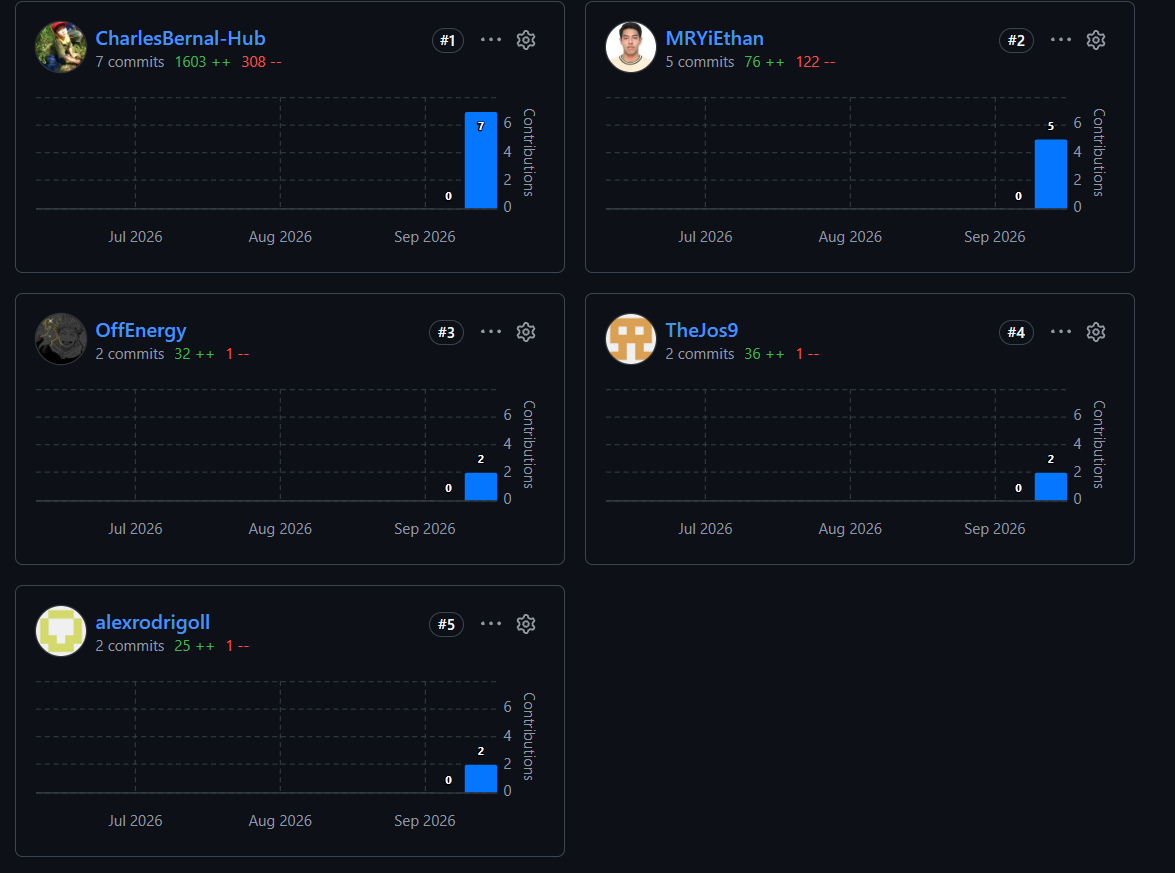 CharlesBernal-Hub #1 ···
7 commits 1603 ++ 308 --
7
0
6
4
2
0
Contributions
Jul 2026 Aug 2026 Sep 2026
MRYiEthan #2 ···
5 commits 76 ++ 122 --
5
0
6
4
2
0
Contributions
Jul 2026 Aug 2026 Sep 2026
OffEnergy #3 ···
2 commits 32 ++ 1 --
2
0
6
4
2
0
Contributions
Jul 2026 Aug 2026 Sep 2026
TheJos9 #4 ···
2 commits 36 ++ 1 --
2
0
6
4
2
0
Contributions
Jul 2026 Aug 2026 Sep 2026
alexrodrigoll #5 ···
2 commits 25 ++ 1 --
2
0
6
4
2
0
Contributions
Jul 2026 Aug 2026 Sep 2026